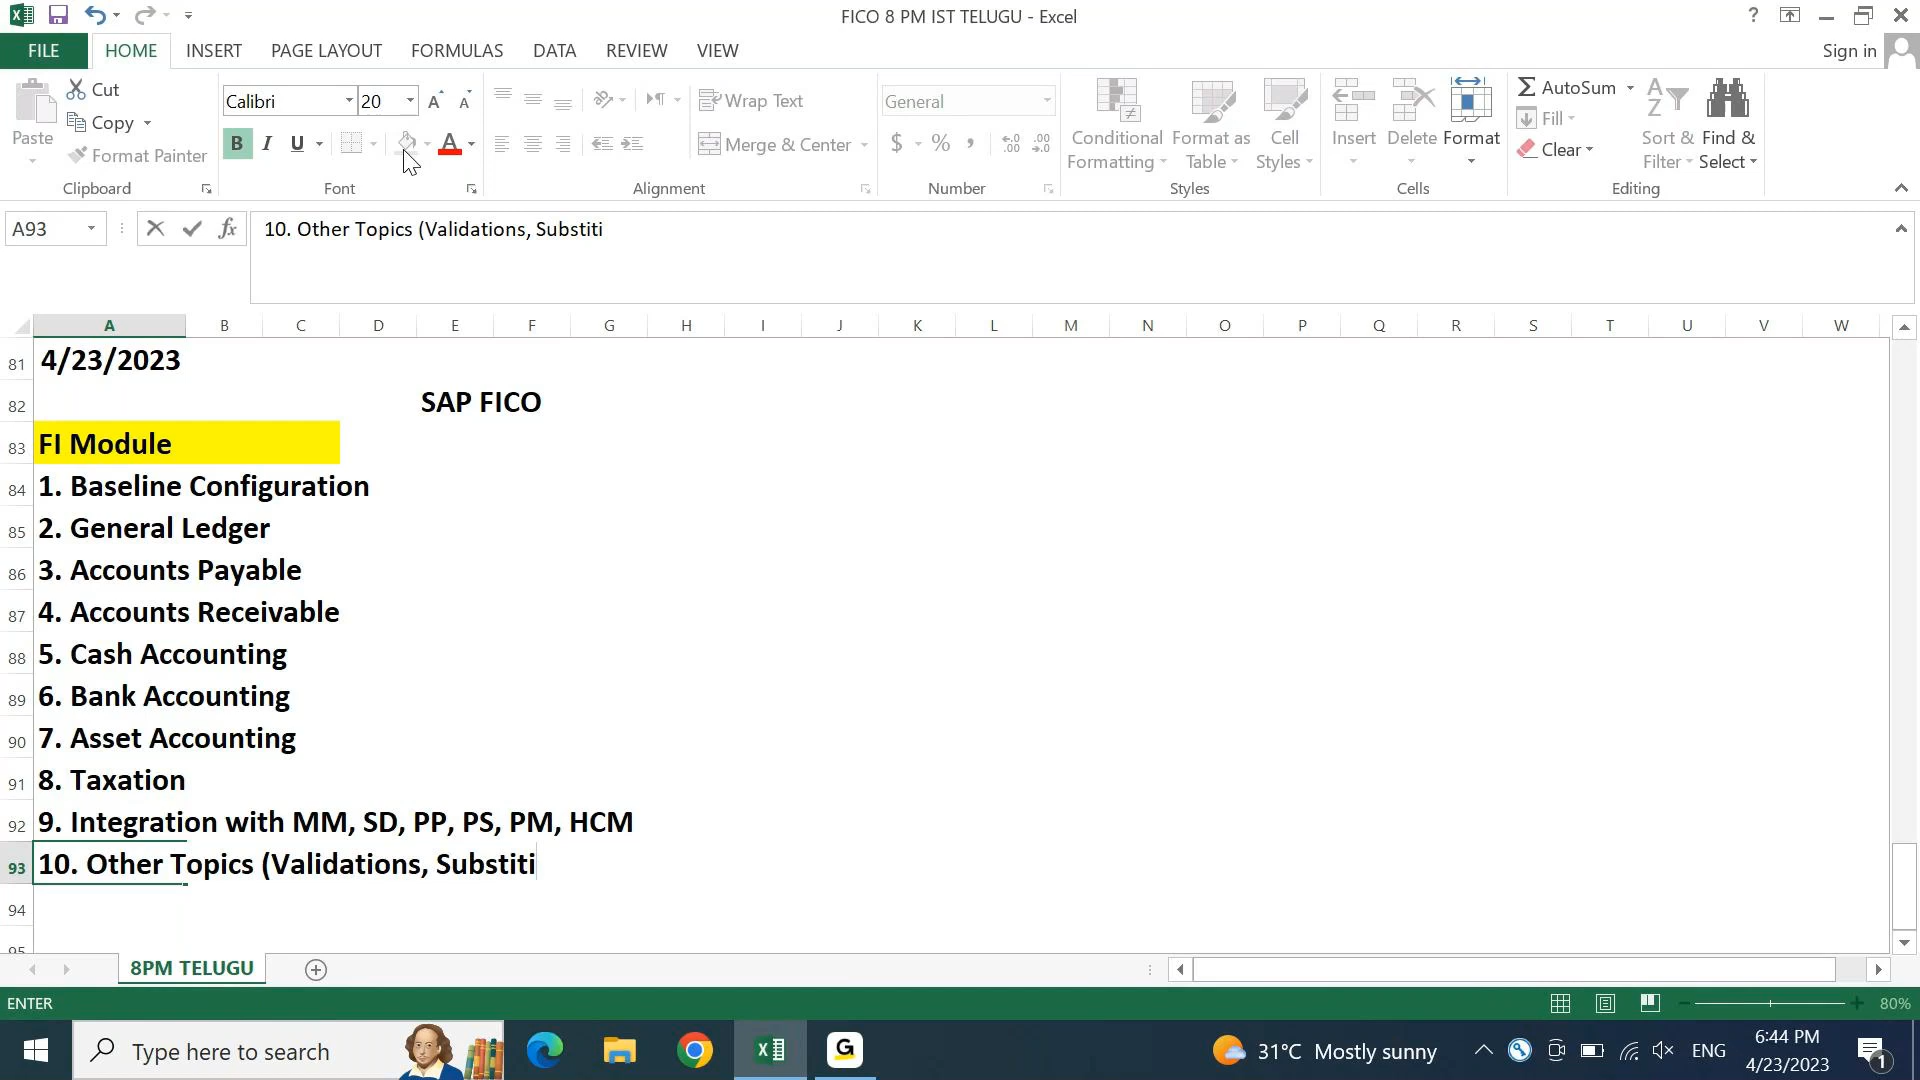 FICO 8 PM IST TELUGU - Excel
?
FILE HOME INSERT PAGE LAYOUT FORMULAS DATA REVIEW VIEW Sign in
Paste Cut Copy Format Painter
Calibri 20 A A
B I U A
Wrap Text
Merge & Center
General
$ % , .0 .00 .00 .0
Conditional Formatting
Format as Table
Cell Styles
Insert Delete Format
AutoSum
Fill
Clear
Sort & Filter
Find & Select
Clipboard Font Alignment Number Styles Cells Editing
A93 fx 10. Other Topics (Validations, Substiti
A B C D E F G H I J K L M N O P Q R S T U V W
81 4/23/2023
82 SAP FICO
83 FI Module
84 1. Baseline Configuration
85 2. General Ledger
86 3. Accounts Payable
87 4. Accounts Receivable
88 5. Cash Accounting
89 6. Bank Accounting
90 7. Asset Accounting
91 8. Taxation
92 9. Integration with MM, SD, PP, PS, PM, HCM
93 10. Other Topics (Validations, Substiti
94
95
8PM TELUGU
ENTER 80%
Type here to search 31°C Mostly sunny ENG 6:44 PM
4/23/2023 1